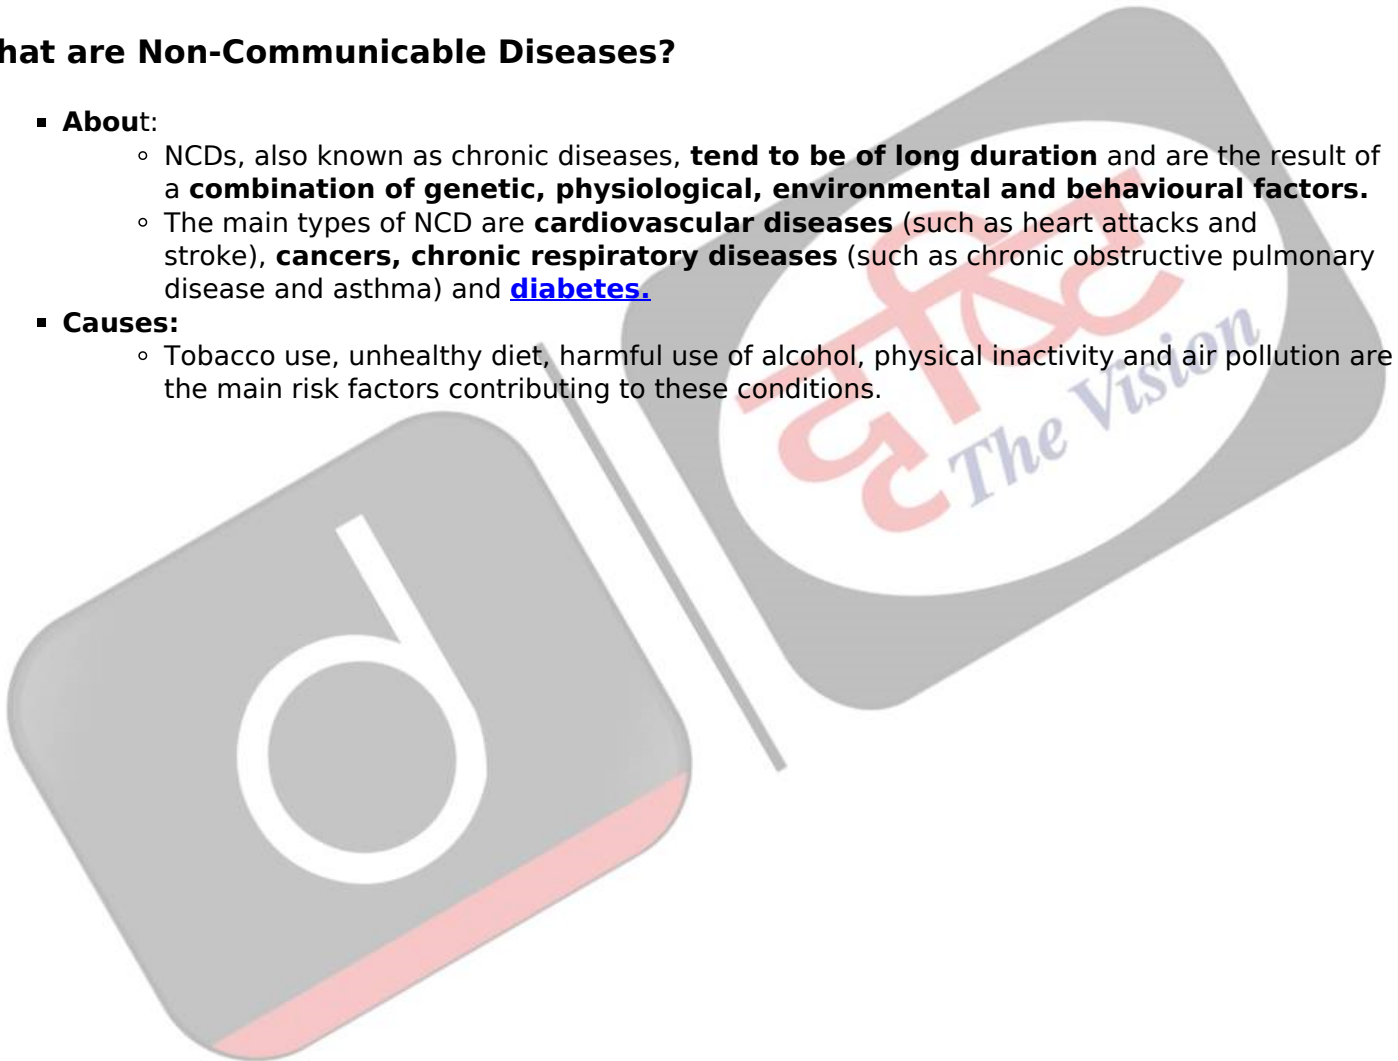 hat are Non-Communicable Diseases?
About:
NCDs, also known as chronic diseases, tend to be of long duration and are the result of
a combination of genetic, physiological, environmental and behavioural factors.
The main types of NCD are cardiovascular diseases (such as heart attacks and
stroke), cancers, chronic respiratory diseases (such as chronic obstructive pulmonary
disease and asthma) and diabetes.
Causes:
Tobacco use, unhealthy diet, harmful use of alcohol, physical inactivity and air pollution are
the main risk factors contributing to these conditions.
दृष्टि
The Vision
d